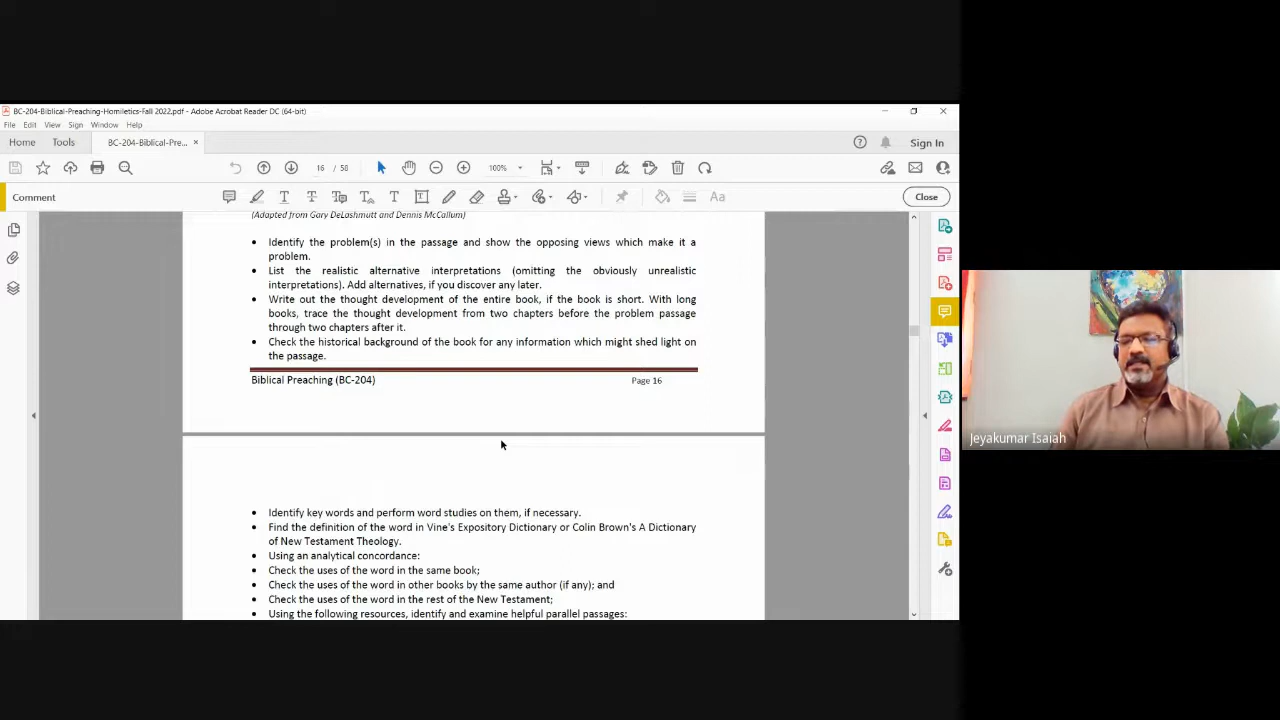 BC-204-Biblical-Preaching-Homiletics-Fall 2022.pdf - Adobe Acrobat Reader DC (64-bit)
File Edit View Sign Window Help
Home Tools BC-204-Biblical-Pre... × Sign In
16 / 58 100%
Comment Close
(Adapted from Gary DeLashmutt and Dennis McCallum)
• Identify the problem(s) in the passage and show the opposing views which make it a
problem.
• List the realistic alternative interpretations (omitting the obviously unrealistic
interpretations). Add alternatives, if you discover any later.
• Write out the thought development of the entire book, if the book is short. With long
books, trace the thought development from two chapters before the problem passage
through two chapters after it.
• Check the historical background of the book for any information which might shed light on
the passage.
Biblical Preaching (BC-204) Page 16
• Identify key words and perform word studies on them, if necessary.
• Find the definition of the word in Vine's Expository Dictionary or Colin Brown's A Dictionary
of New Testament Theology.
• Using an analytical concordance:
• Check the uses of the word in the same book;
• Check the uses of the word in other books by the same author (if any); and
• Check the uses of the word in the rest of the New Testament;
• Using the following resources, identify and examine helpful parallel passages:
Jeyakumar Isaiah